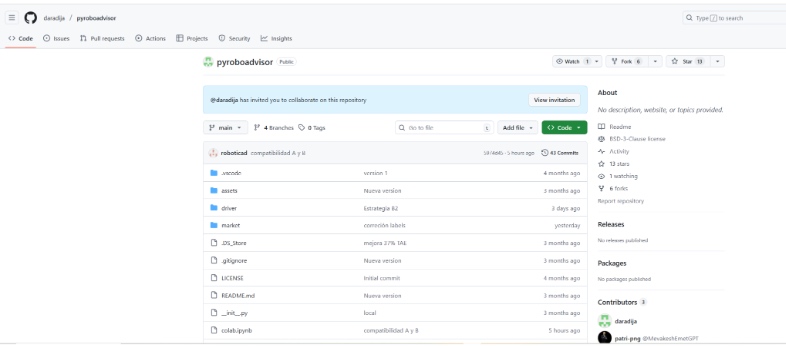 daradija / pyroboadvisor
Type / to search
Code Issues Pull requests Actions Projects Security Insights
pyroboadvisor Public
Watch 1 Fork 6 Star 13
@daradija has invited you to collaborate on this repository
View invitation
main 4 Branches 0 Tags
Go to file t Add file Code
roboticad compatibilidad A y B 5 hours ago 43 Commits
.vscode version 1 4 months ago
assets Nueva version 3 months ago
driver Estrategia B2 3 days ago
market correción labels yesterday
.DS_Store mejora 37% TAE 3 months ago
.gitignore Nueva version 3 months ago
LICENSE Initial commit 4 months ago
README.md Nueva version 3 months ago
__init__.py local 3 months ago
colab.ipynb compatibilidad A y B 5 hours ago
About
No description, website, or topics provided.
Readme
BSD-3-Clause license
Activity
13 stars
1 watching
6 forks
Report repository
Releases
No releases published
Packages
No packages published
Contributors 3
daradija
patri-png